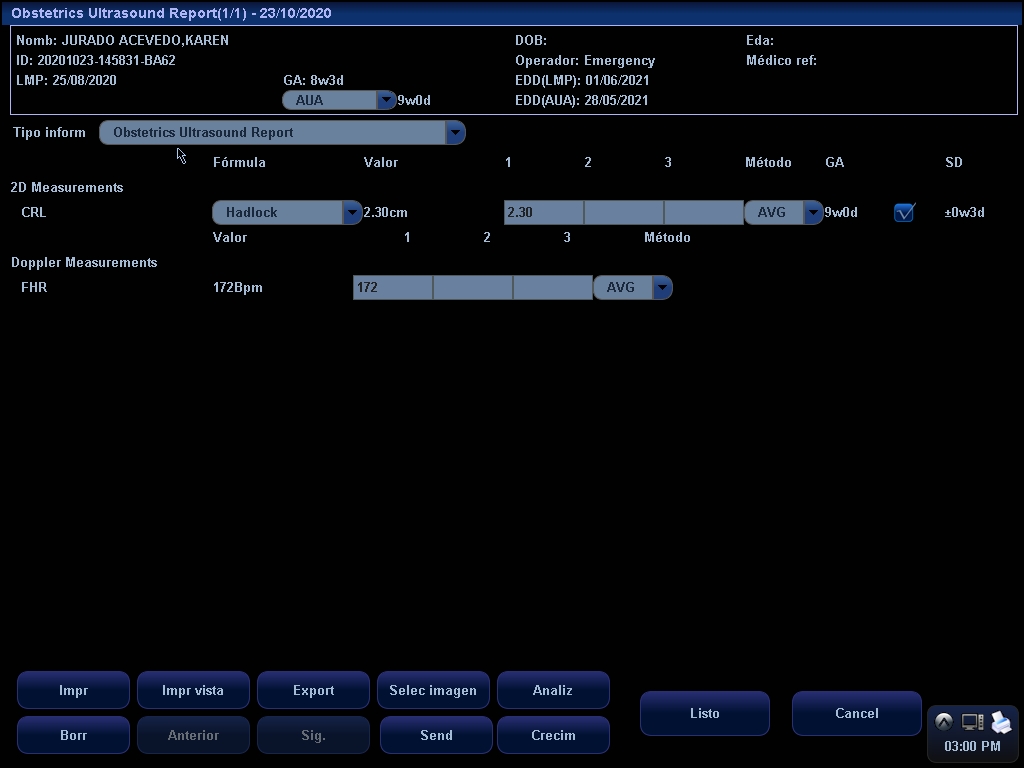 Obstetrics Ultrasound Report(1/1) - 23/10/2020
Nomb: JURADO ACEVEDO,KAREN DOB: Eda:
ID: 20201023-145831-BA62 Operador: Emergency Médico ref:
LMP: 25/08/2020 GA: 8w3d EDD(LMP): 01/06/2021
AUA 9w0d EDD(AUA): 28/05/2021
Tipo inform Obstetrics Ultrasound Report
Fórmula Valor 1 2 3 Método GA SD
2D Measurements
CRL Hadlock 2.30cm 2.30 AVG 9w0d ±0w3d
Valor 1 2 3 Método
Doppler Measurements
FHR 172Bpm 172 AVG
Impr Impr vista Export Selec imagen Analiz
Listo Cancel
Borr Anterior Sig. Send Crecim
03:00 PM